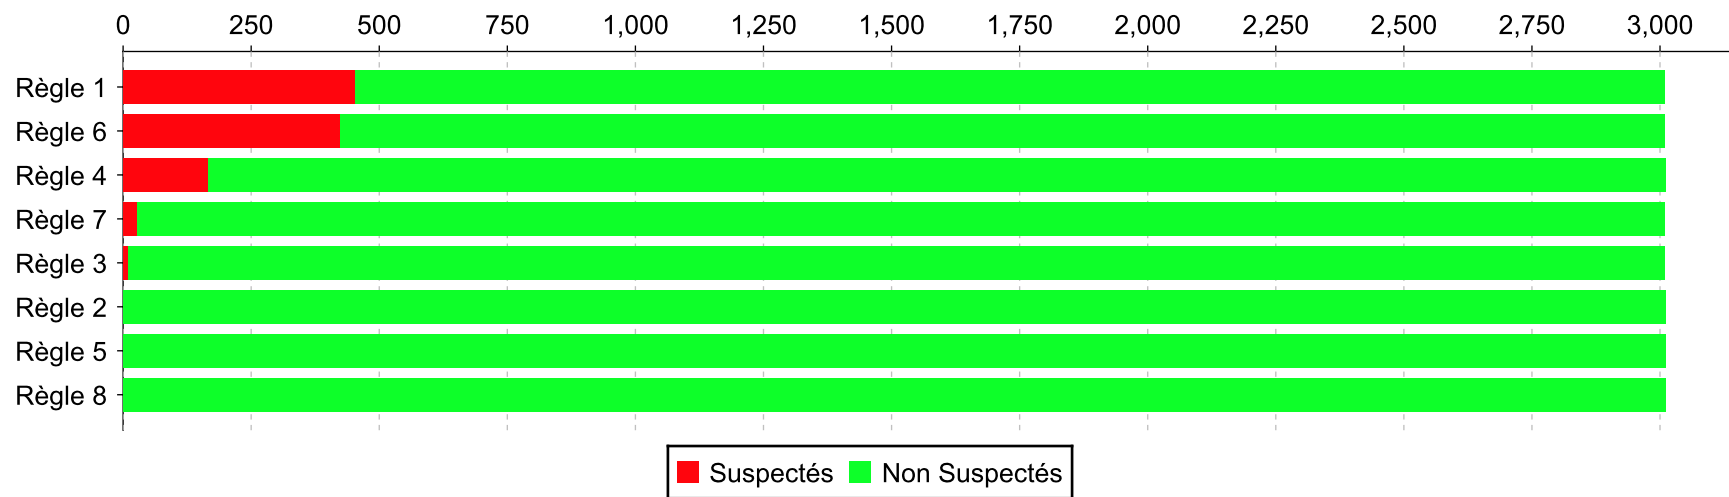 0 250 500 750 1,000 1,250 1,500 1,750 2,000 2,250 2,500 2,750 3,000
Règle 1
Règle 6
Règle 4
Règle 7
Règle 3
Règle 2
Règle 5
Règle 8
Suspectés Non Suspectés